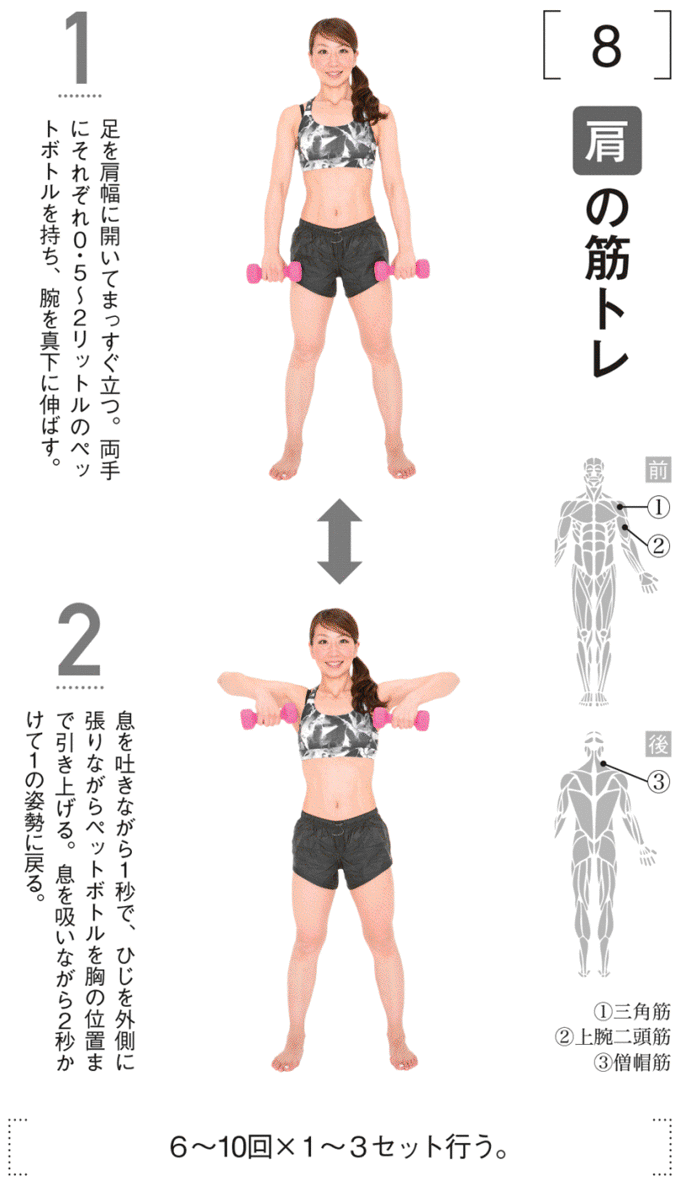 8
肩の筋トレ
1
足を肩幅に開いてまっすぐ立つ。両手
にそれぞれ0・5〜2リットルのペッ
トボトルを持ち、腕を真下に伸ばす。
前
①
②
2
息を吐きながら1秒で、ひじを外側に
張りながらペットボトルを胸の位置ま
で引き上げる。息を吸いながら2秒か
けて1の姿勢に戻る。
後
③
①三角筋
②上腕二頭筋
③僧帽筋
6〜10回×1〜3セット行う。